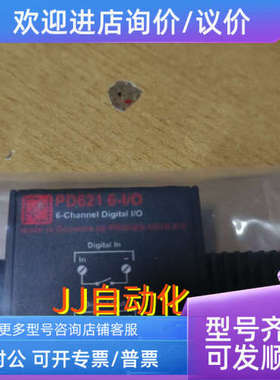 欢迎进店询价/议价
PD621 6-I/O
6-Channel Digital I/O
Digital In
In
JJ自动化
更多型号咨询店铺客服
对公 可开专票/普票
型号齐
可发顺